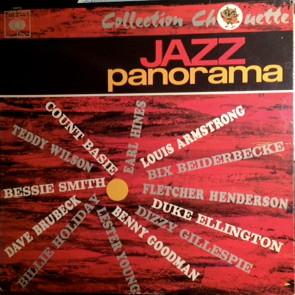 CBS
Collection Chouette
JAZZ
panorama
COUNT BASIE
EARL HINES
LOUIS ARMSTRONG
TEDDY WILSON
BIX BEIDERBECKE
BESSIE SMITH
FLETCHER HENDERSON
DAVE BRUBECK
DUKE ELLINGTON
BILLIE HOLIDAY
DIZZY GILLESPIE
LESTER YOUNG
BENNY GOODMAN